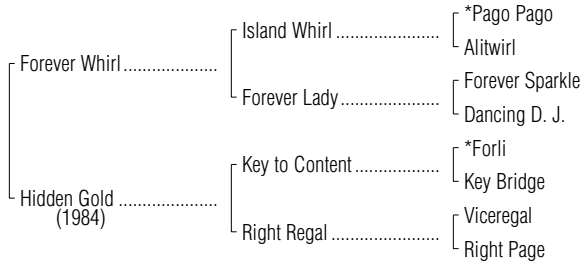 *Pago Pago
Island Whirl ........................
Alitwirl
Forever Whirl ......................
Forever Sparkle
Forever Lady ......................
Dancing D. J.
*Forli
Key to Content ....................
Key Bridge
Hidden Gold .......................
(1984)
Viceregal
Right Regal .........................
Right Page